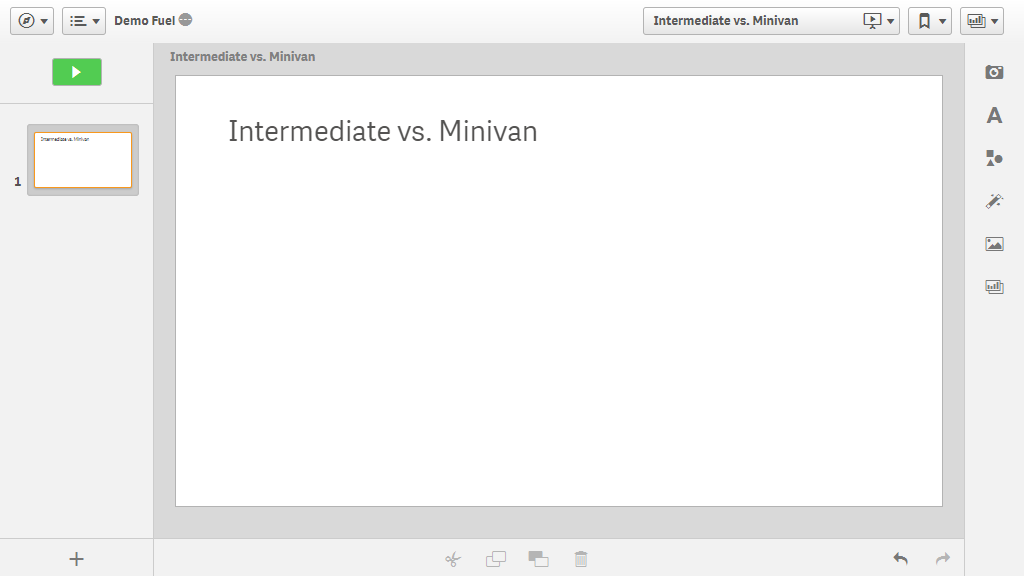 Demo Fuel
Intermediate vs. Minivan
Intermediate vs. Minivan
Intermediate vs. Minivan
Intermediate vs. Minivan
1
A